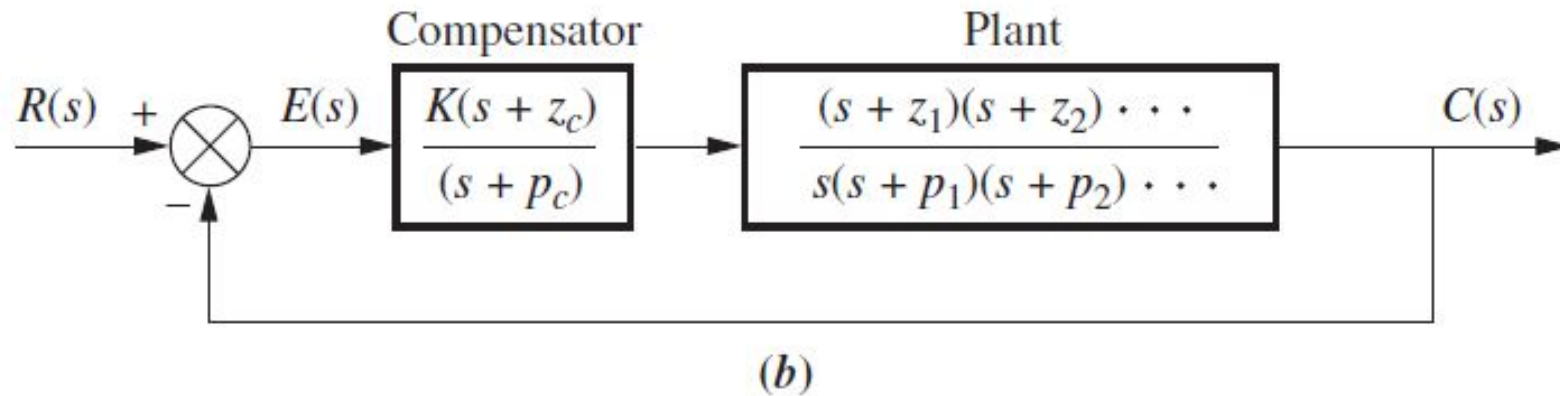 Compensator
Plant
R(s)
+
E(s)
K(s + z_c)
(s + p_c)
(s + z_1)(s + z_2) · · ·
s(s + p_1)(s + p_2) · · ·
C(s)
−
(b)